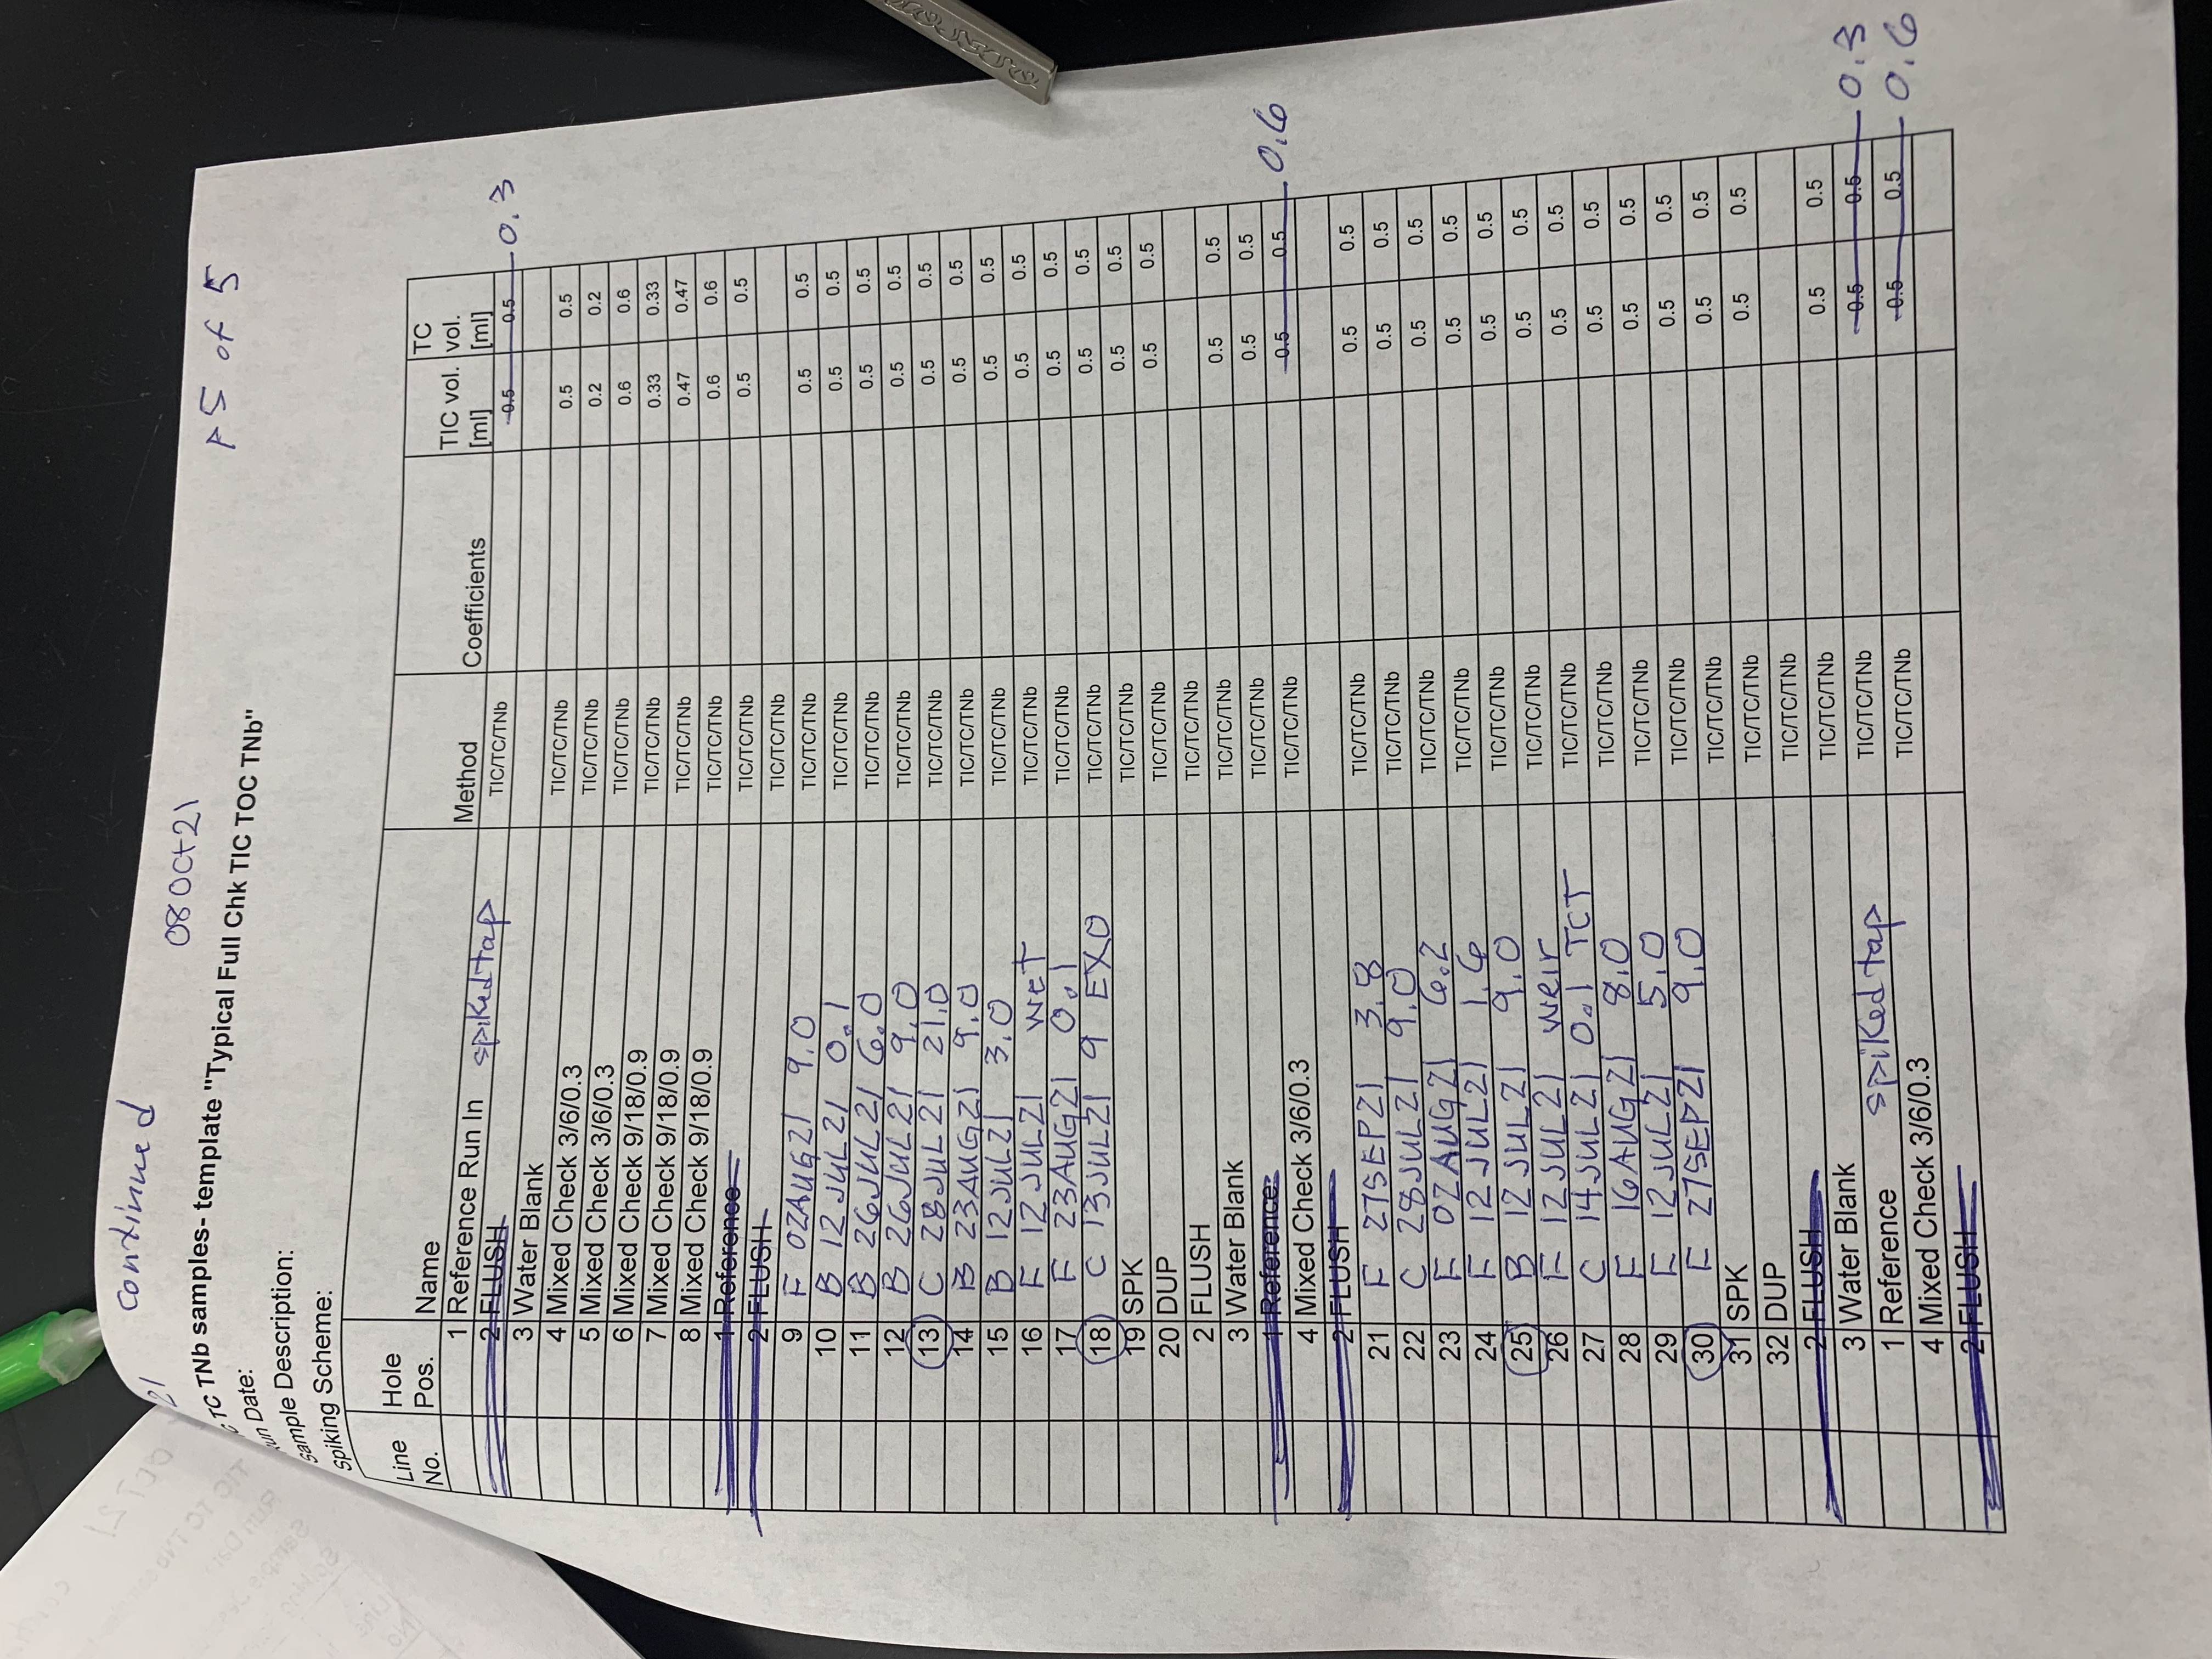 21 continued
08 Oct 21
p 5 of 5
TC TNb samples- template "Typical Full Chk TIC TOC TNb"
Run Date:
Sample Description:
Spiking Scheme:
Line No. Hole Pos. Name Method Coefficients TIC vol. [ml] TC vol. [ml]
1 Reference Run In spiked tap TIC/TC/TNb 0.5 0.5 0.3
2 FLUSH
3 Water Blank TIC/TC/TNb 0.5 0.5
4 Mixed Check 3/6/0.3 TIC/TC/TNb 0.2 0.2
5 Mixed Check 3/6/0.3 TIC/TC/TNb 0.6 0.6
6 Mixed Check 9/18/0.9 TIC/TC/TNb 0.33 0.33
7 Mixed Check 9/18/0.9 TIC/TC/TNb 0.47 0.47
8 Mixed Check 9/18/0.9 TIC/TC/TNb 0.6 0.6
1 Reference TIC/TC/TNb 0.5 0.5
2 FLUSH TIC/TC/TNb
9 F 02AUG21 9.0 TIC/TC/TNb 0.5 0.5
10 B 12JUL21 0.1 TIC/TC/TNb 0.5 0.5
11 B 26JUL21 6.0 TIC/TC/TNb 0.5 0.5
12 B 26JUL21 9.0 TIC/TC/TNb 0.5 0.5
13 C 28JUL21 21.0 TIC/TC/TNb 0.5 0.5
14 B 23AUG21 9.0 TIC/TC/TNb 0.5 0.5
15 B 12JUL21 3.0 TIC/TC/TNb 0.5 0.5
16 F 12JUL21 wet TIC/TC/TNb 0.5 0.5
17 F 23AUG21 0.1 TIC/TC/TNb 0.5 0.5
18 C 13JUL21 9 EXO TIC/TC/TNb 0.5 0.5
19 SPK TIC/TC/TNb 0.5 0.5
20 DUP TIC/TC/TNb 0.5 0.5
2 FLUSH TIC/TC/TNb
3 Water Blank TIC/TC/TNb 0.5 0.5
1 Reference TIC/TC/TNb 0.5 0.5
4 Mixed Check 3/6/0.3 TIC/TC/TNb 0.5 0.5 0.6
2 FLUSH
21 F 27SEP21 3.8 TIC/TC/TNb 0.5 0.5
22 C 28JUL21 9.0 TIC/TC/TNb 0.5 0.5
23 F 02AUG21 6.2 TIC/TC/TNb 0.5 0.5
24 F 12JUL21 1.6 TIC/TC/TNb 0.5 0.5
25 B 12JUL21 9.0 TIC/TC/TNb 0.5 0.5
26 F 12JUL21 weir TIC/TC/TNb 0.5 0.5
27 C 14JUL21 0.1 TCT TIC/TC/TNb 0.5 0.5
28 F 16AUG21 8.0 TIC/TC/TNb 0.5 0.5
29 F 12JUL21 5.0 TIC/TC/TNb 0.5 0.5
30 F 27SEP21 9.0 TIC/TC/TNb 0.5 0.5
31 SPK TIC/TC/TNb 0.5 0.5
32 DUP TIC/TC/TNb 0.5 0.5
2 FLUSH TIC/TC/TNb
3 Water Blank TIC/TC/TNb 0.5 0.5
1 Reference spiked tap TIC/TC/TNb 0.5 0.5 0.3
4 Mixed Check 3/6/0.3 TIC/TC/TNb 0.5 0.5 0.6
2 FLUSH